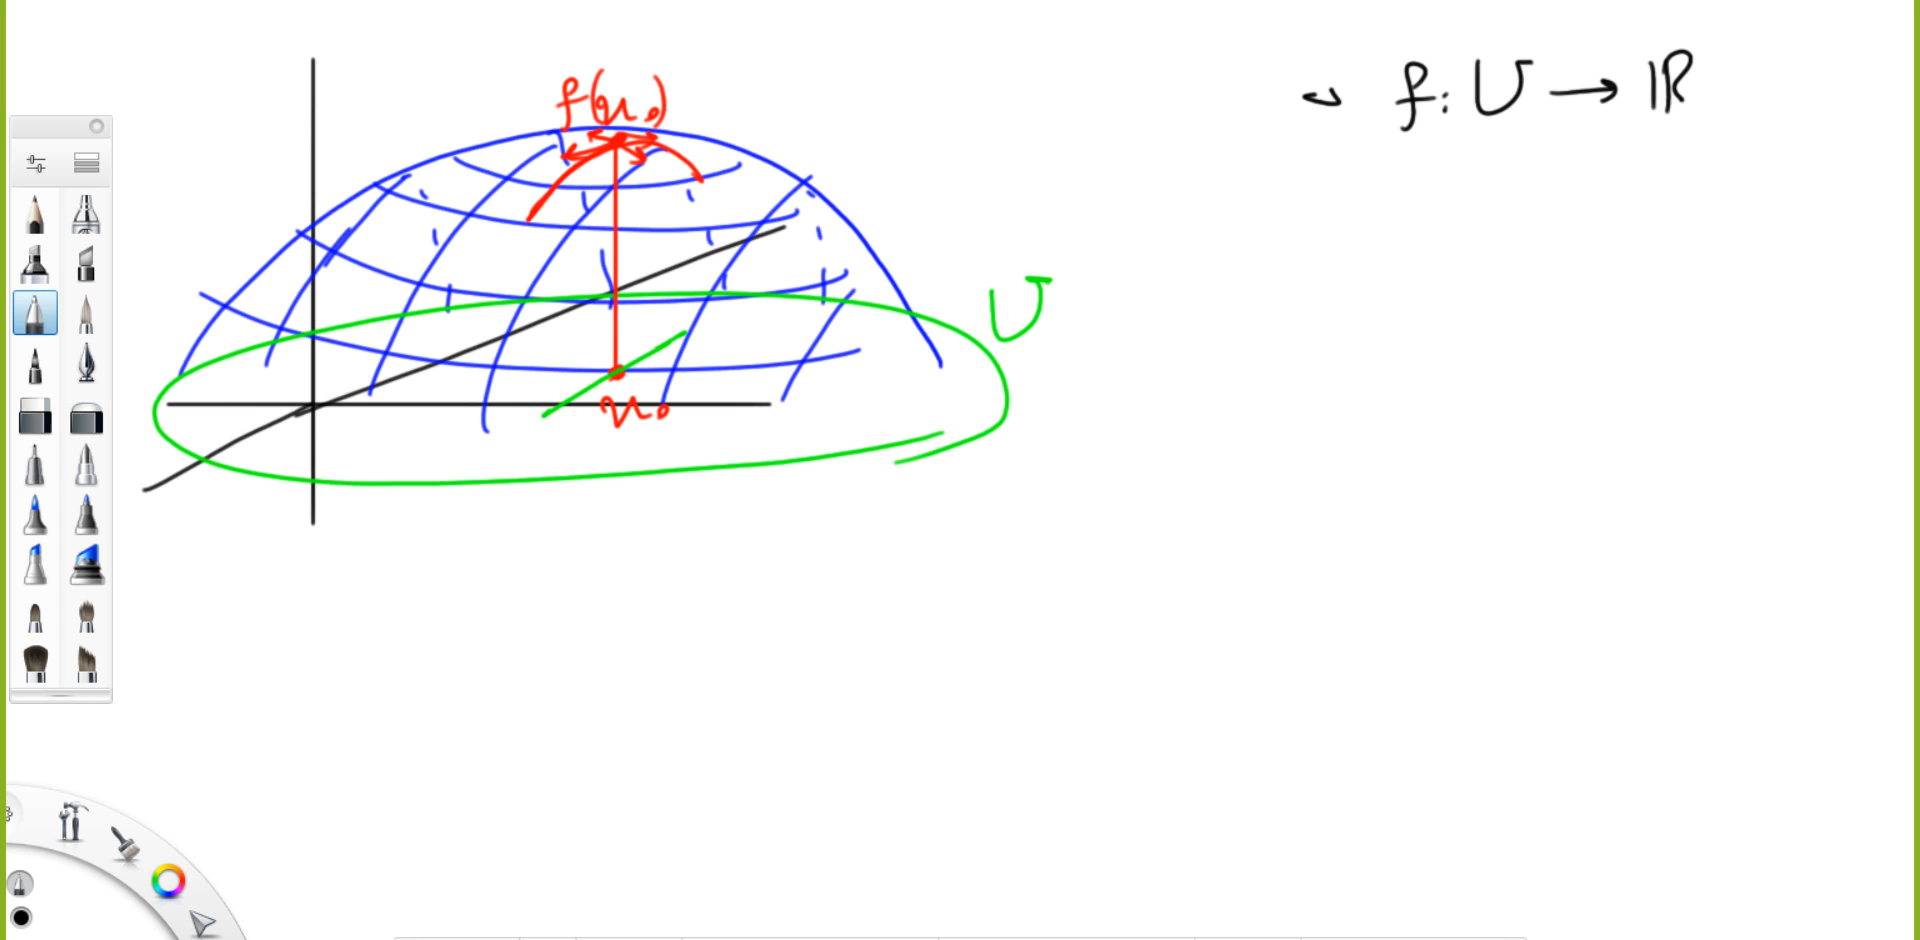 f: U → ℝ
f(x₀)
U
x₀